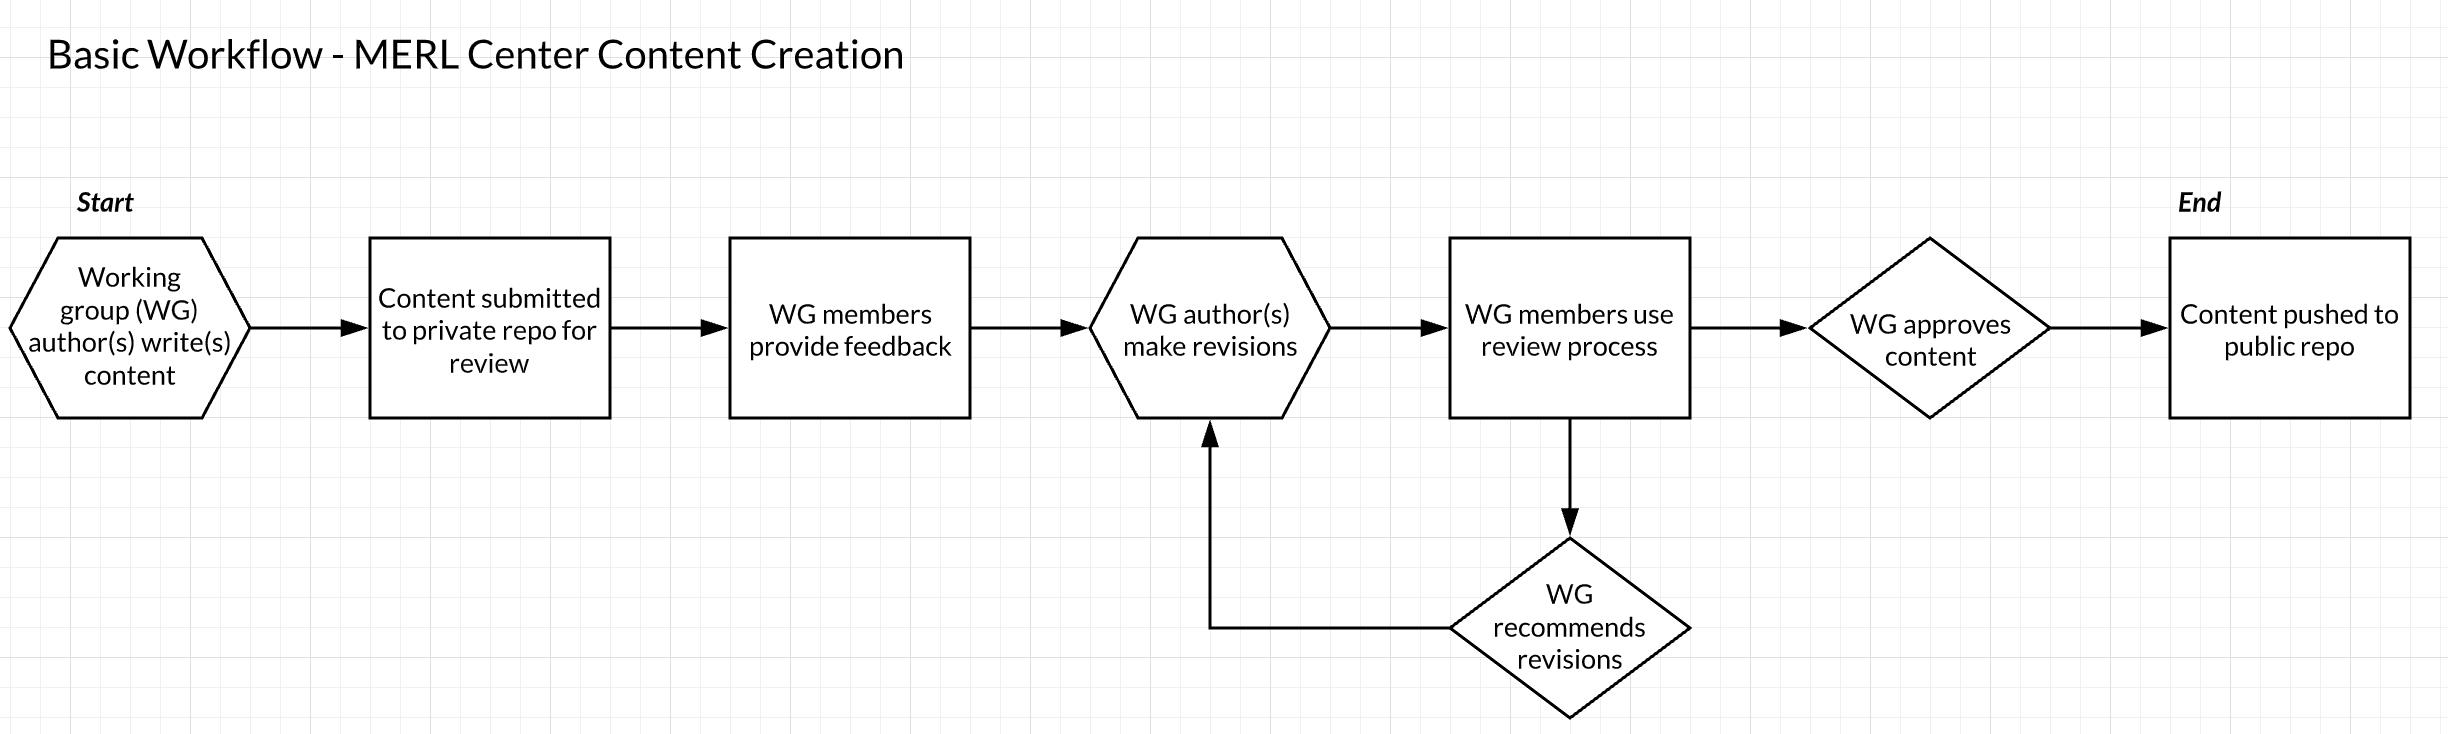 Basic Workflow - MERL Center Content Creation
Start
End
Working
group (WG)
author(s) write(s)
content
Content submitted
to private repo for
review
WG members
provide feedback
WG author(s)
make revisions
WG members use
review process
WG approves
content
Content pushed to
public repo
WG
recommends
revisions